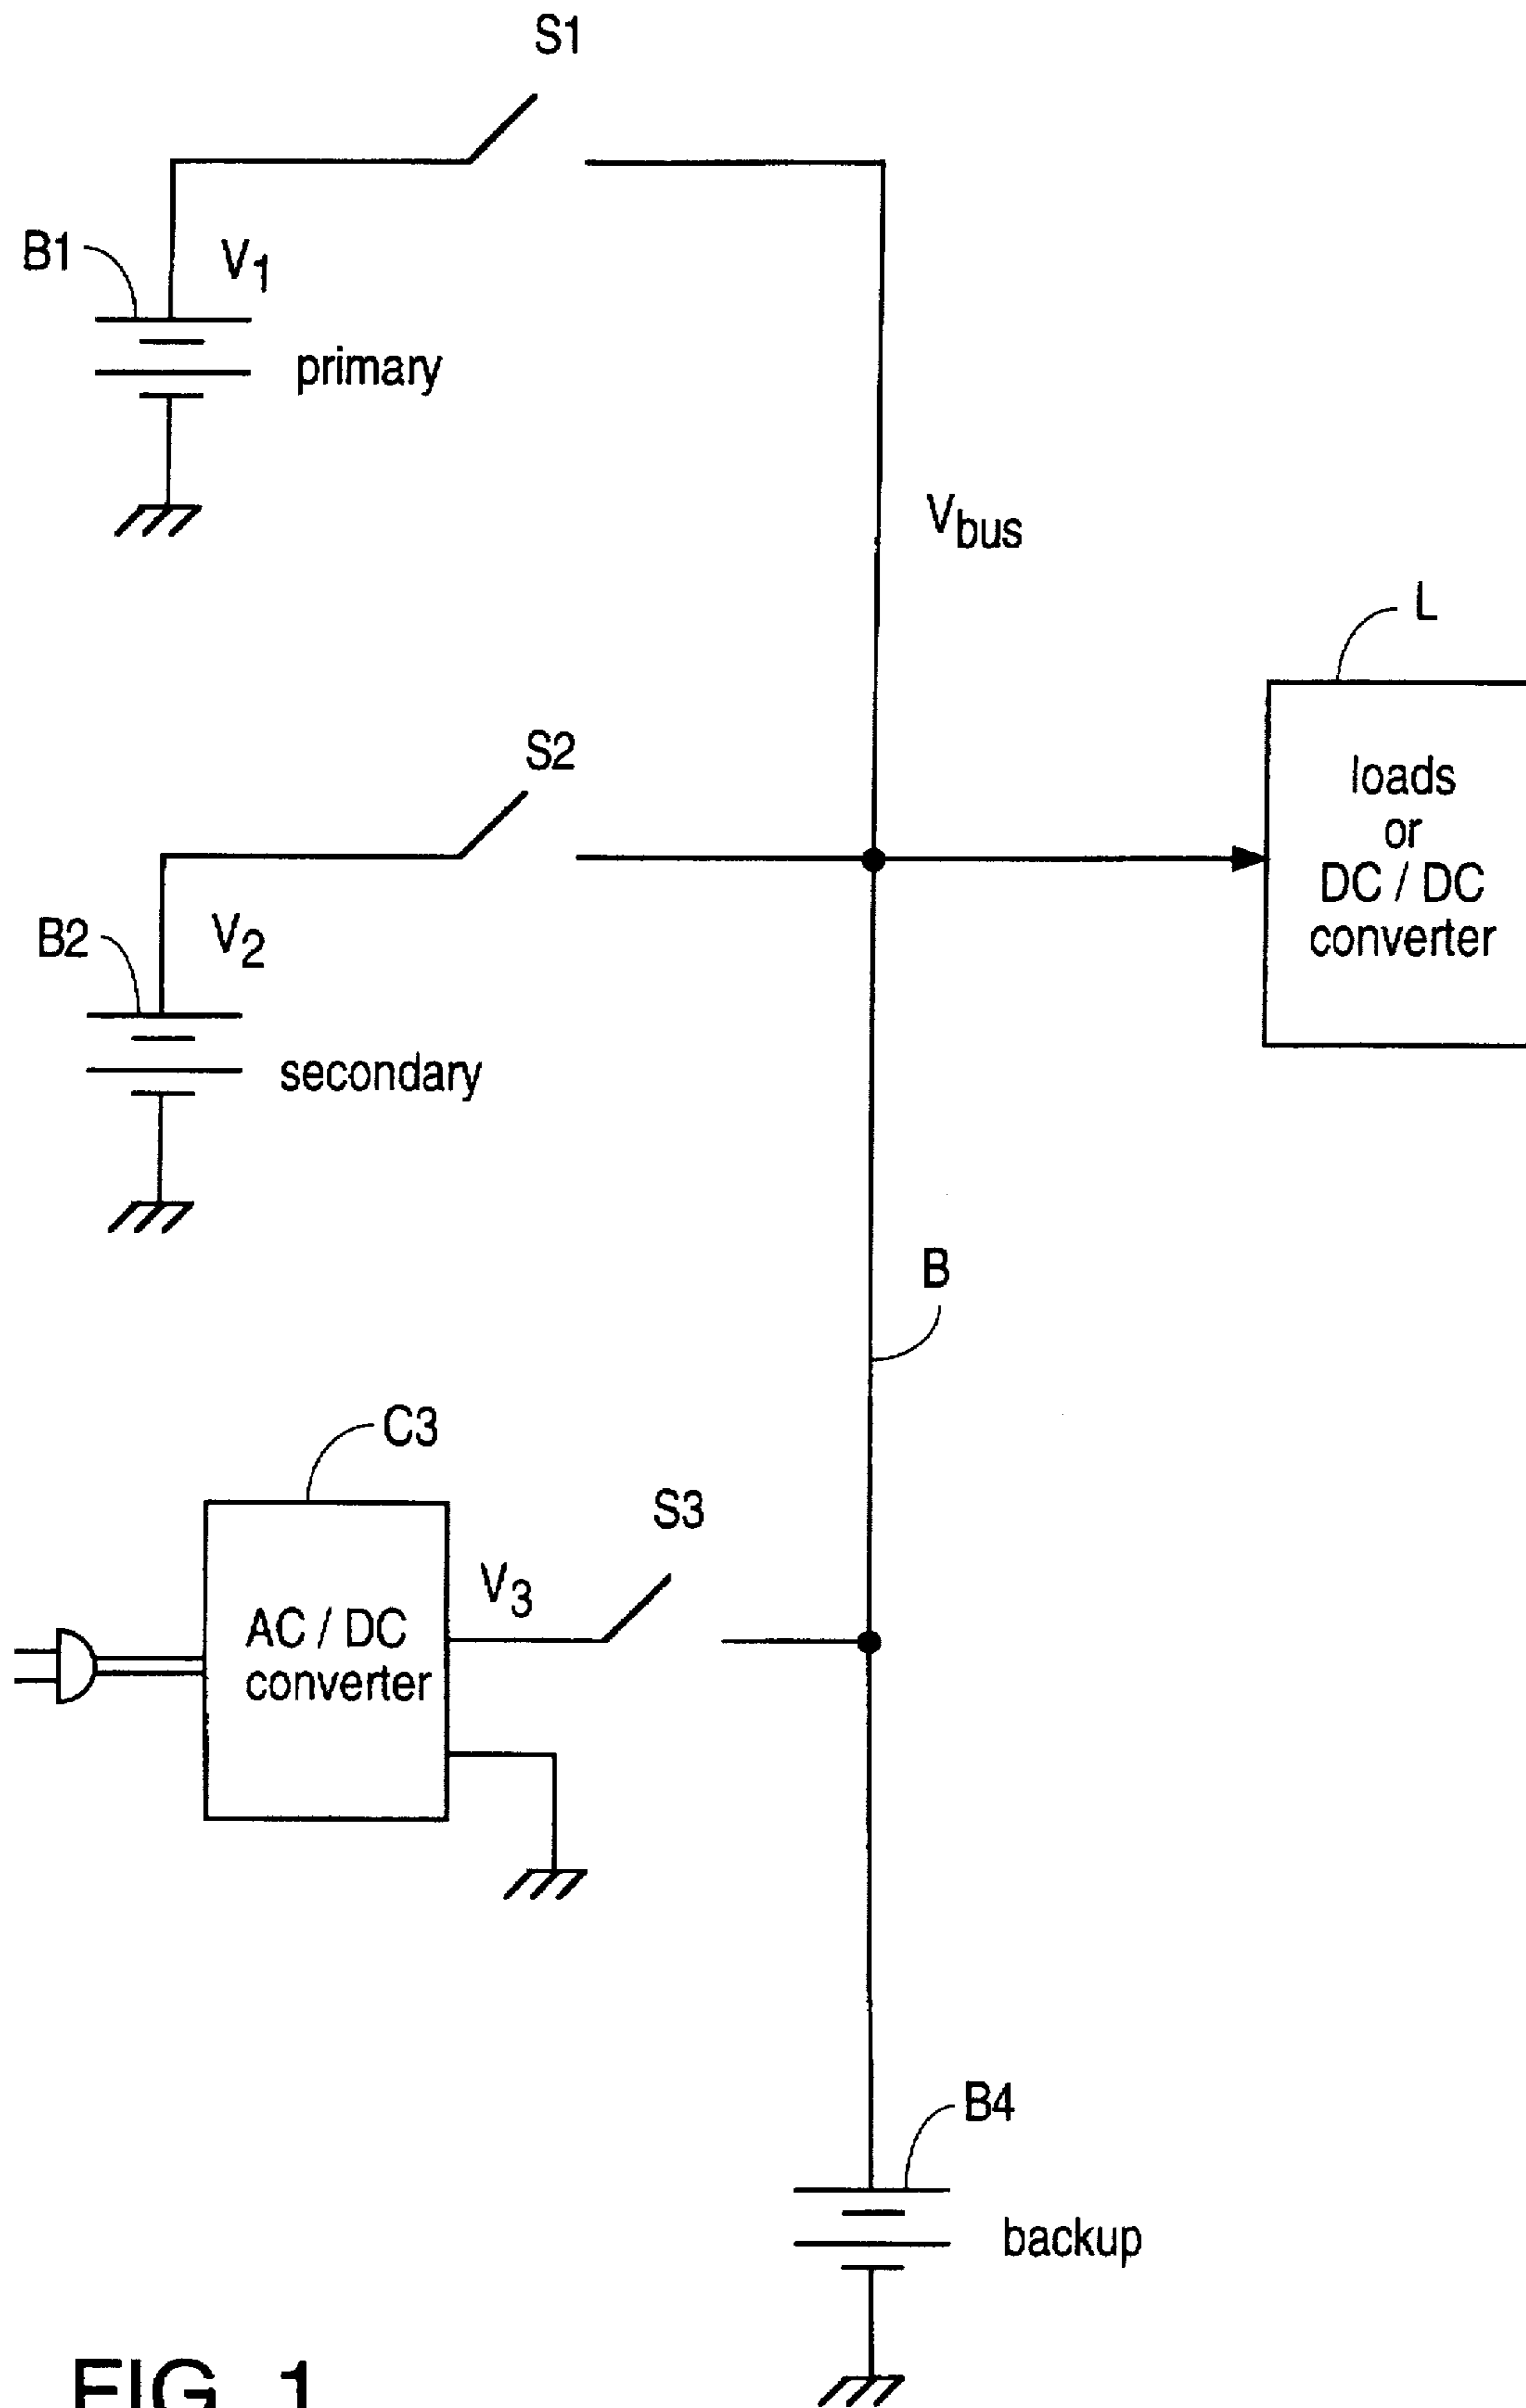 S1
B1
V1
primary
Vbus
L
S2
loads
or
DC / DC
converter
B2
V2
secondary
B
C3
S3
V3
AC / DC
converter
B4
backup
FIG. 1